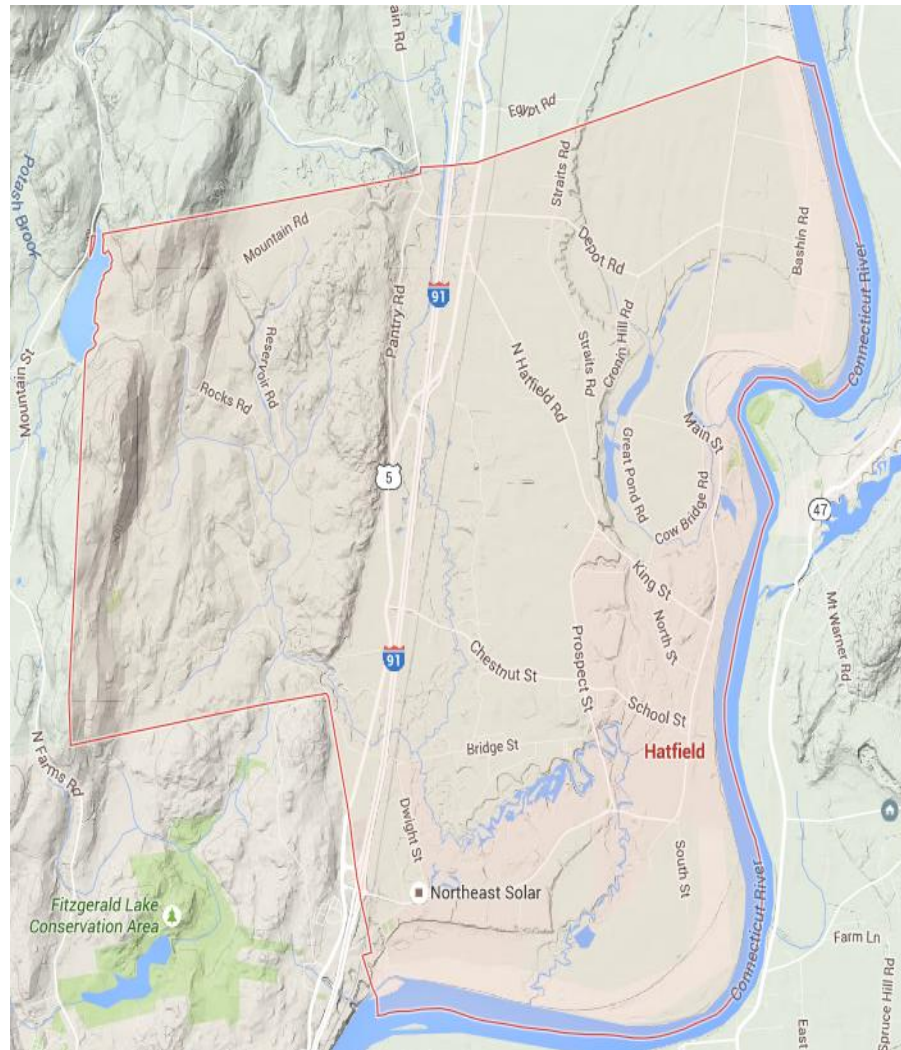 ain Rd
Egypt Rd
Potash Brook
Straits Rd
Mountain Rd
Depot Rd
Bashin Rd
Connecticut River
91
Pantry Rd
Cronin Hill Rd
Mountain St
Reservoir Rd
N Hatfield Rd
Straits Rd
Rocks Rd
Main St
Great Pond Rd
5
Cow Bridge Rd
47
King St
Mt Warner Rd
North St
91
Chestnut St
Prospect St
School St
N Farms Rd
Bridge St
Hatfield
Dwight St
South St
Northeast Solar
Fitzgerald Lake
Conservation Area
Connecticut River
Farm Ln
Spruce Hill Rd
East